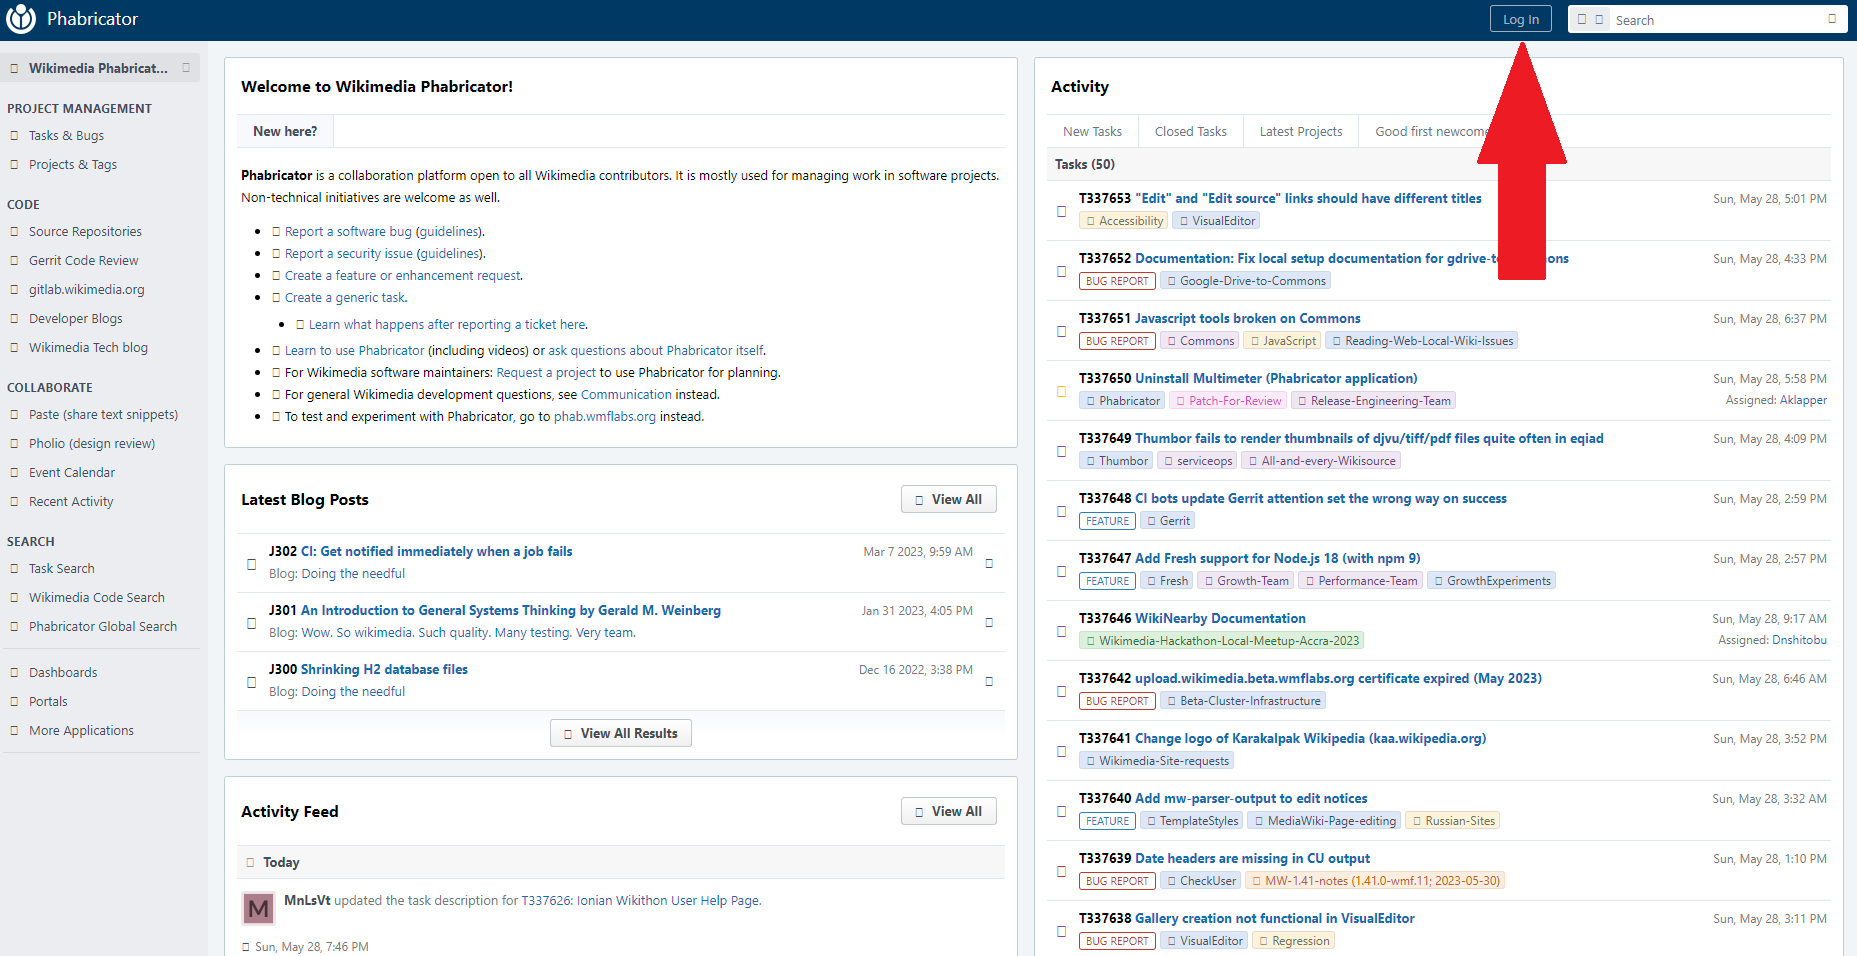 Phabricator
Log In
Search
Wikimedia Phabricat...
PROJECT MANAGEMENT
Tasks & Bugs
Projects & Tags
CODE
Source Repositories
Gerrit Code Review
gitlab.wikimedia.org
Developer Blogs
Wikimedia Tech blog
COLLABORATE
Paste (share text snippets)
Pholio (design review)
Event Calendar
Recent Activity
SEARCH
Task Search
Wikimedia Code Search
Phabricator Global Search
Dashboards
Portals
More Applications
Welcome to Wikimedia Phabricator!
New here?
Phabricator is a collaboration platform open to all Wikimedia contributors. It is mostly used for managing work in software projects.
Non-technical initiatives are welcome as well.
Report a software bug (guidelines).
Report a security issue (guidelines).
Create a feature or enhancement request.
Create a generic task.
Learn what happens after reporting a ticket here.
Learn to use Phabricator (including videos) or ask questions about Phabricator itself.
For Wikimedia software maintainers: Request a project to use Phabricator for planning.
For general Wikimedia development questions, see Communication instead.
To test and experiment with Phabricator, go to phab.wmflabs.org instead.
Latest Blog Posts
View All
J302 CI: Get notified immediately when a job fails
Mar 7 2023, 9:59 AM
Blog: Doing the needful
J301 An Introduction to General Systems Thinking by Gerald M. Weinberg
Jan 31 2023, 4:05 PM
Blog: Wow. So wikimedia. Such quality. Many testing. Very team.
J300 Shrinking H2 database files
Dec 16 2022, 3:38 PM
Blog: Doing the needful
View All Results
Activity Feed
View All
Today
M
MnLsVt updated the task description for T337626: Ionian Wikithon User Help Page.
Sun, May 28, 7:46 PM
Activity
New Tasks Closed Tasks Latest Projects Good first newcome
Tasks (50)
T337653 "Edit" and "Edit source" links should have different titles
Sun, May 28, 5:01 PM
Accessibility VisualEditor
T337652 Documentation: Fix local setup documentation for gdrive-t mons
Sun, May 28, 4:33 PM
BUG REPORT Google-Drive-to-Commons
T337651 Javascript tools broken on Commons
Sun, May 28, 6:37 PM
BUG REPORT Commons JavaScript Reading-Web-Local-Wiki-Issues
T337650 Uninstall Multimeter (Phabricator application)
Sun, May 28, 5:58 PM
Phabricator Patch-For-Review Release-Engineering-Team
Assigned: Aklapper
T337649 Thumbor fails to render thumbnails of djvu/tiff/pdf files quite often in eqiad
Sun, May 28, 4:09 PM
Thumbor serviceops All-and-every-Wikisource
T337648 CI bots update Gerrit attention set the wrong way on success
Sun, May 28, 2:59 PM
FEATURE Gerrit
T337647 Add Fresh support for Node.js 18 (with npm 9)
Sun, May 28, 2:57 PM
FEATURE Fresh Growth-Team Performance-Team GrowthExperiments
T337646 WikiNearby Documentation
Sun, May 28, 9:17 AM
Wikimedia-Hackathon-Local-Meetup-Accra-2023
Assigned: Dnshitobu
T337642 upload.wikimedia.beta.wmflabs.org certificate expired (May 2023)
Sun, May 28, 6:46 AM
BUG REPORT Beta-Cluster-Infrastructure
T337641 Change logo of Karakalpak Wikipedia (kaa.wikipedia.org)
Sun, May 28, 3:52 PM
Wikimedia-Site-requests
T337640 Add mw-parser-output to edit notices
Sun, May 28, 3:32 AM
FEATURE TemplateStyles MediaWiki-Page-editing Russian-Sites
T337639 Date headers are missing in CU output
Sun, May 28, 1:10 PM
BUG REPORT CheckUser MW-1.41-notes (1.41.0-wmf.11; 2023-05-30)
T337638 Gallery creation not functional in VisualEditor
Sun, May 28, 3:11 PM
BUG REPORT VisualEditor Regression